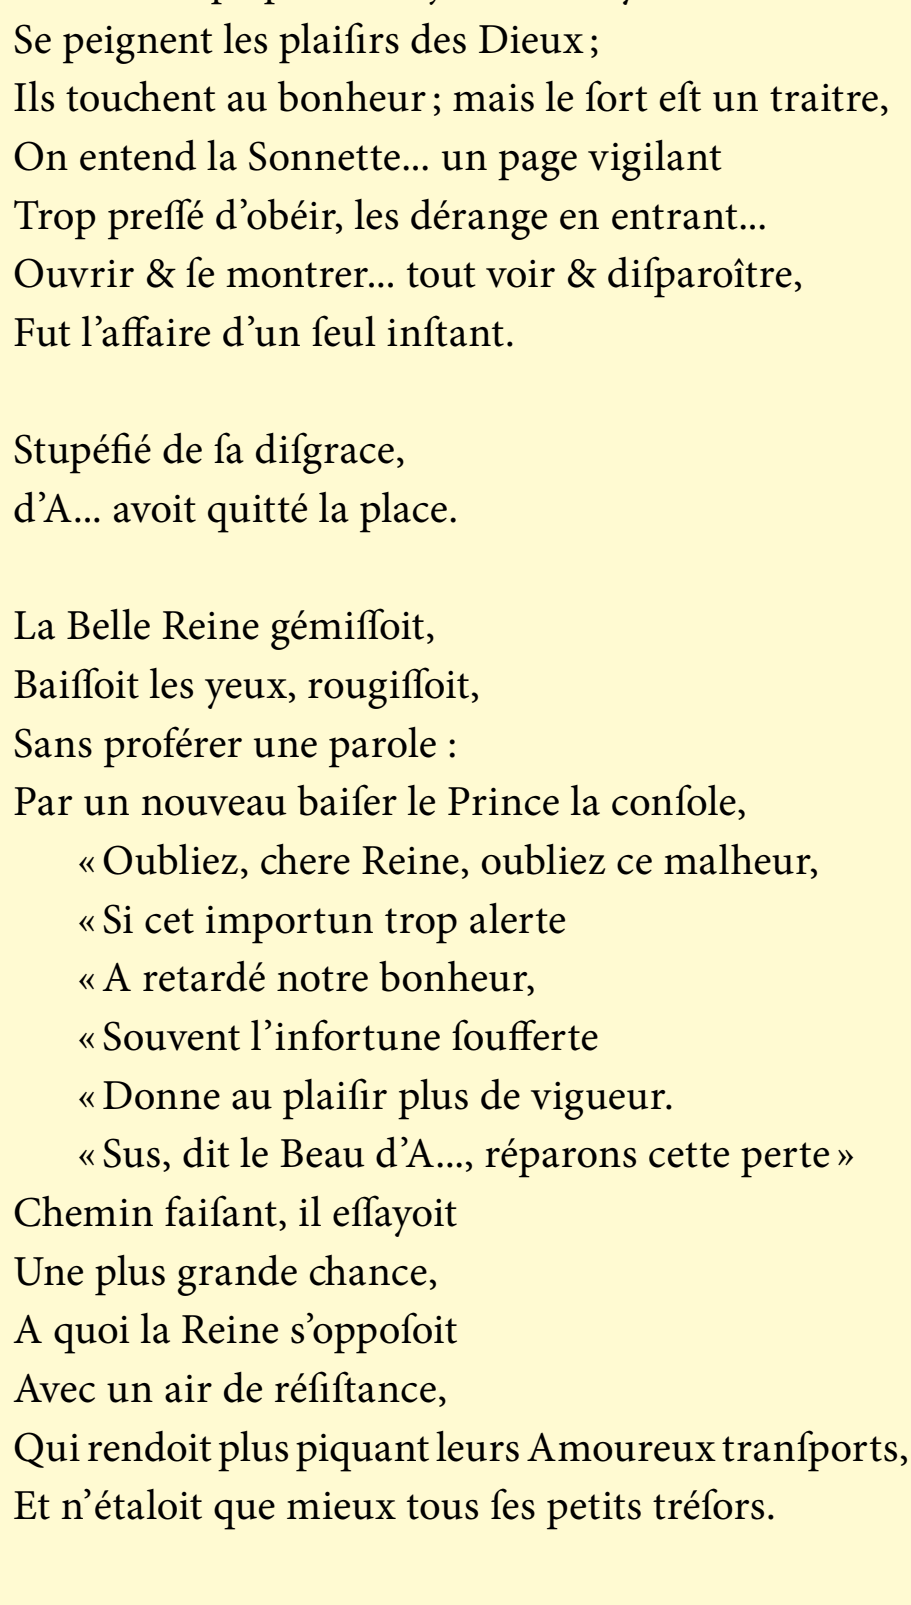 Se peignent les plaiſirs des Dieux ;
Ils touchent au bonheur ; mais le ſort eſt un traitre,
On entend la Sonnette... un page vigilant
Trop preſſé d’obéir, les dérange en entrant...
Ouvrir & ſe montrer... tout voir & diſparoître,
Fut l’affaire d’un ſeul inſtant.
Stupéfié de ſa diſgrace,
d’A... avoit quitté la place.
La Belle Reine gémiſſoit,
Baiſſoit les yeux, rougiſſoit,
Sans proférer une parole :
Par un nouveau baiſer le Prince la conſole,
« Oubliez, chere Reine, oubliez ce malheur,
« Si cet importun trop alerte
« A retardé notre bonheur,
« Souvent l’infortune ſoufferte
« Donne au plaiſir plus de vigueur.
« Sus, dit le Beau d’A..., réparons cette perte »
Chemin faiſant, il eſſayoit
Une plus grande chance,
A quoi la Reine s’oppoſoit
Avec un air de réſiſtance,
Qui rendoit plus piquant leurs Amoureux tranſports,
Et n’étaloit que mieux tous ſes petits tréſors.